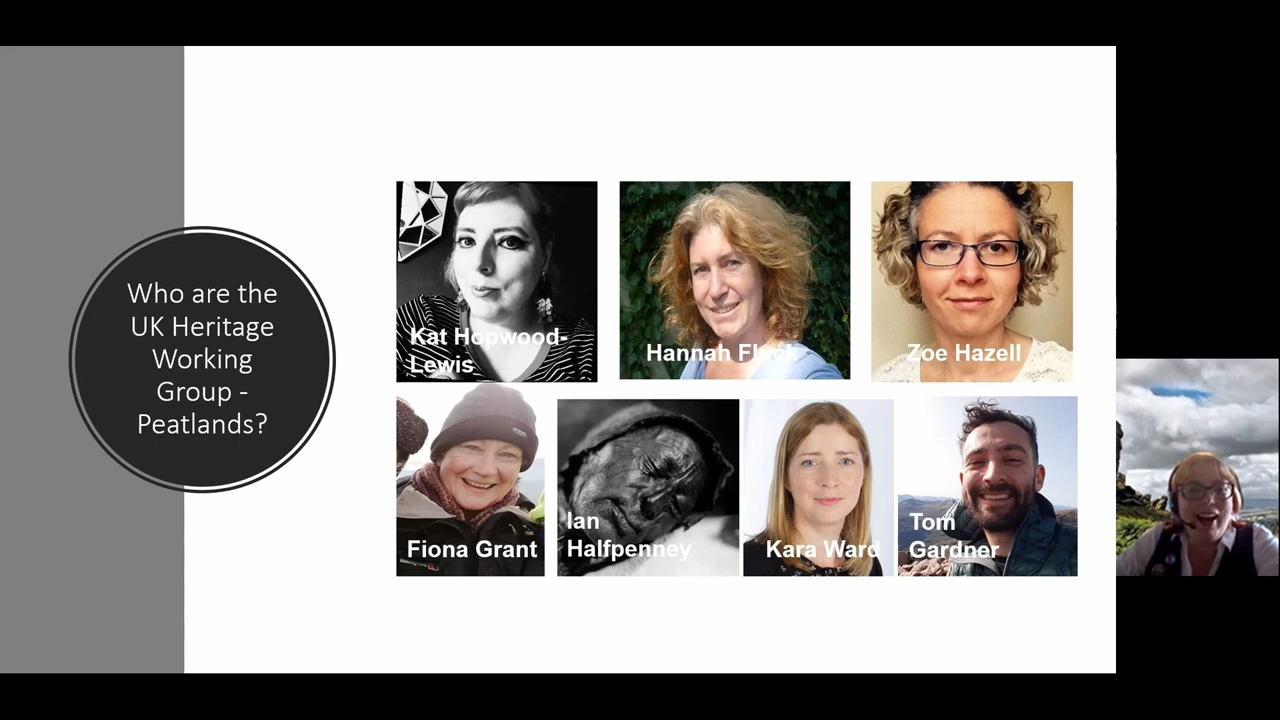 Who are the
UK Heritage
Working
Group -
Peatlands?
Kat Hopwood-
Lewis
Hannah Fluck
Zoe Hazell
Fiona Grant
Ian
Halfpenney
Kara Ward
Tom
Gardner